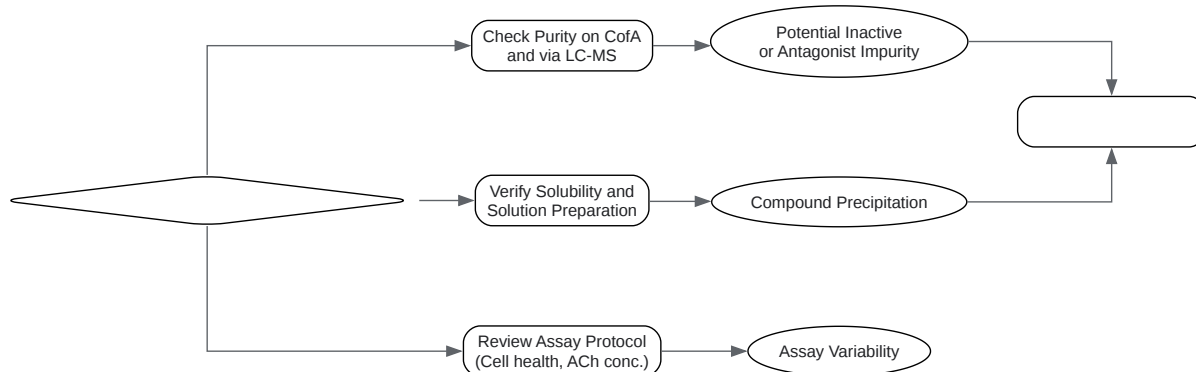 Check Purity on CofA
and via LC-MS
Potential Inactive
or Antagonist Impurity
Verify Solubility and
Solution Preparation
Compound Precipitation
Review Assay Protocol
(Cell health, ACh conc.)
Assay Variability